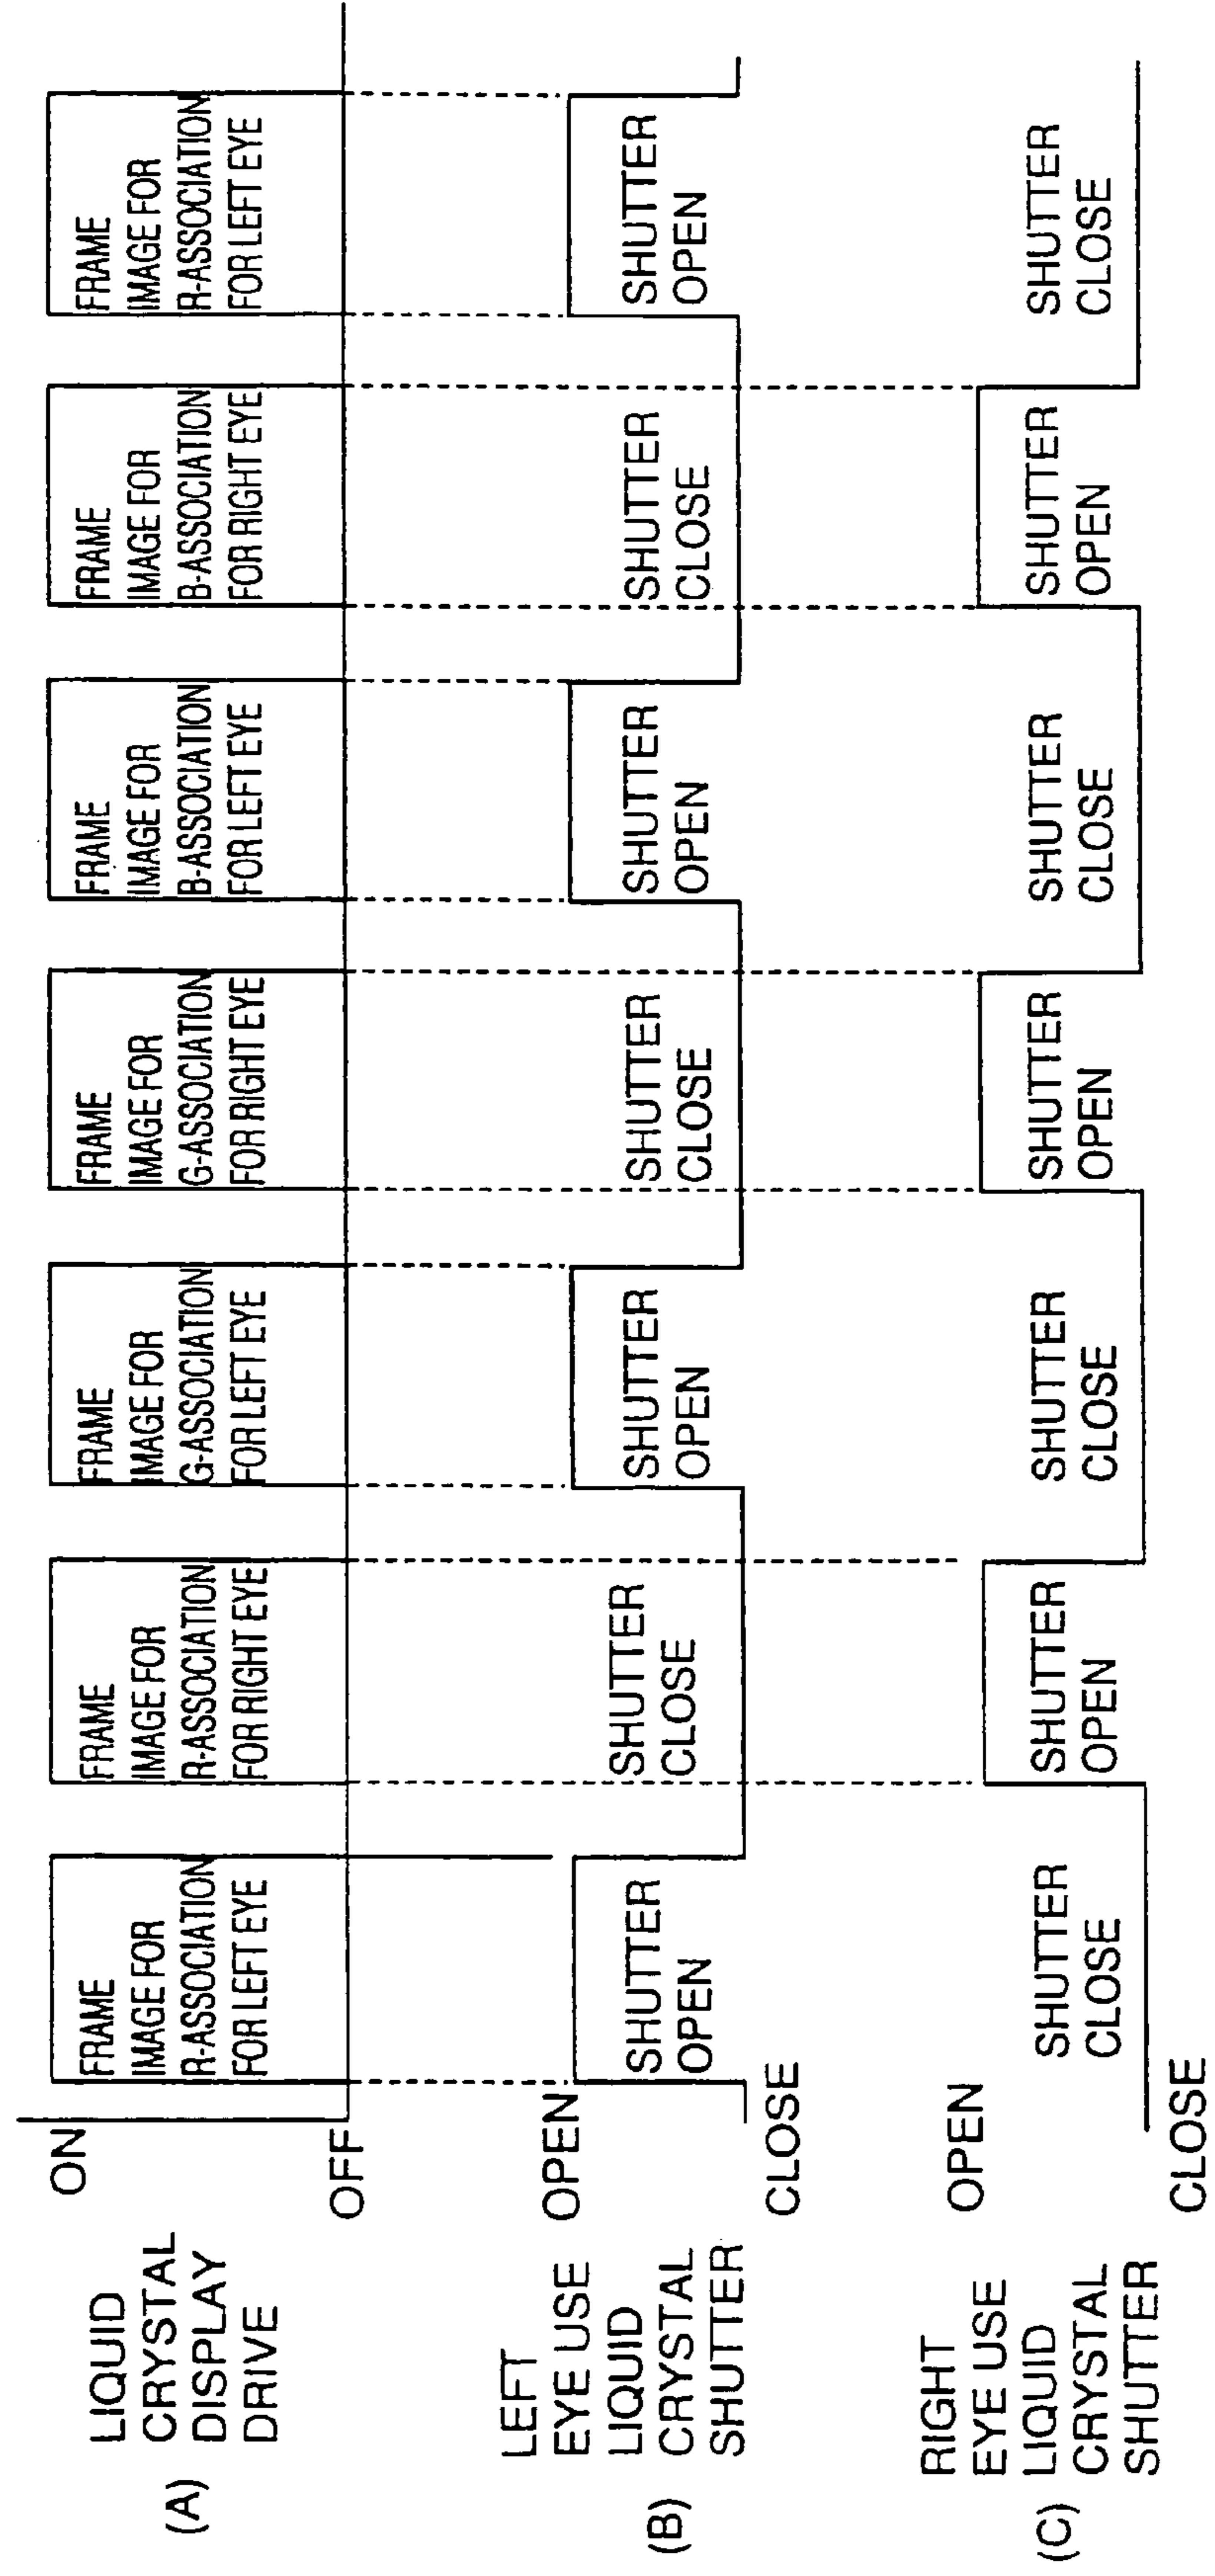 (A)
LIQUID
CRYSTAL
DISPLAY
DRIVE
ON
OFF
FRAME
IMAGE FOR
R-ASSOCIATION
FOR LEFT EYE
FRAME
IMAGE FOR
R-ASSOCIATION
FOR RIGHT EYE
FRAME
IMAGE FOR
G-ASSOCIATION
FOR LEFT EYE
FRAME
IMAGE FOR
G-ASSOCIATION
FOR RIGHT EYE
FRAME
IMAGE FOR
B-ASSOCIATION
FOR LEFT EYE
FRAME
IMAGE FOR
B-ASSOCIATION
FOR RIGHT EYE
FRAME
IMAGE FOR
R-ASSOCIATION
FOR LEFT EYE
(B)
LEFT
EYE USE
LIQUID
CRYSTAL
SHUTTER
OPEN
CLOSE
SHUTTER
OPEN
SHUTTER
CLOSE
SHUTTER
OPEN
SHUTTER
CLOSE
SHUTTER
OPEN
SHUTTER
CLOSE
SHUTTER
OPEN
(C)
RIGHT
EYE USE
LIQUID
CRYSTAL
SHUTTER
OPEN
CLOSE
SHUTTER
CLOSE
SHUTTER
OPEN
SHUTTER
CLOSE
SHUTTER
OPEN
SHUTTER
CLOSE
SHUTTER
OPEN
SHUTTER
CLOSE